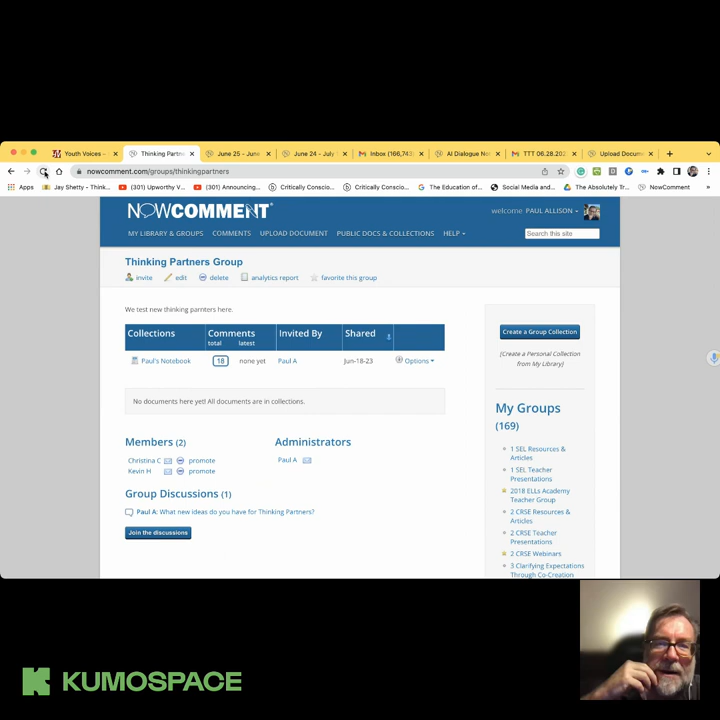 Youth Voices -
Thinking Partn
June 25 - June
June 24 - July
Inbox (166,743
AI Dialogue No
TTT 06.28.202
Upload Docum
nowcomment.com/groups/thinkingpartners
Apps
Jay Shetty - Think...
(301) Upworthy V...
(301) Announcing...
Critically Conscio...
Critically Conscio...
The Education of...
Social Media and...
The Absolutely Tr...
NowComment
NOWCOMMENT®
welcome PAUL ALLISON
MY LIBRARY & GROUPS
COMMENTS
UPLOAD DOCUMENT
PUBLIC DOCS & COLLECTIONS
HELP
Search this site
Thinking Partners Group
invite
edit
delete
analytics report
favorite this group
We test new thinking parnters here.
Collections
Comments
total
latest
Invited By
Shared
Paul's Notebook
18
none yet
Paul A
Jun-18-23
Options
No documents here yet! All documents are in collections.
Members (2)
Christina C
promote
Kevin H
promote
Administrators
Paul A
Group Discussions (1)
Paul A: What new ideas do you have for Thinking Partners?
Join the discussions
Create a Group Collection
[Create a Personal Collection
from My Library]
My Groups
(169)
1 SEL Resources &
Articles
1 SEL Teacher
Presentations
2018 ELLs Academy
Teacher Group
2 CRSE Resources &
Articles
2 CRSE Teacher
Presentations
2 CRSE Webinars
3 Clarifying Expectations
Through Co-Creation
KUMOSPACE